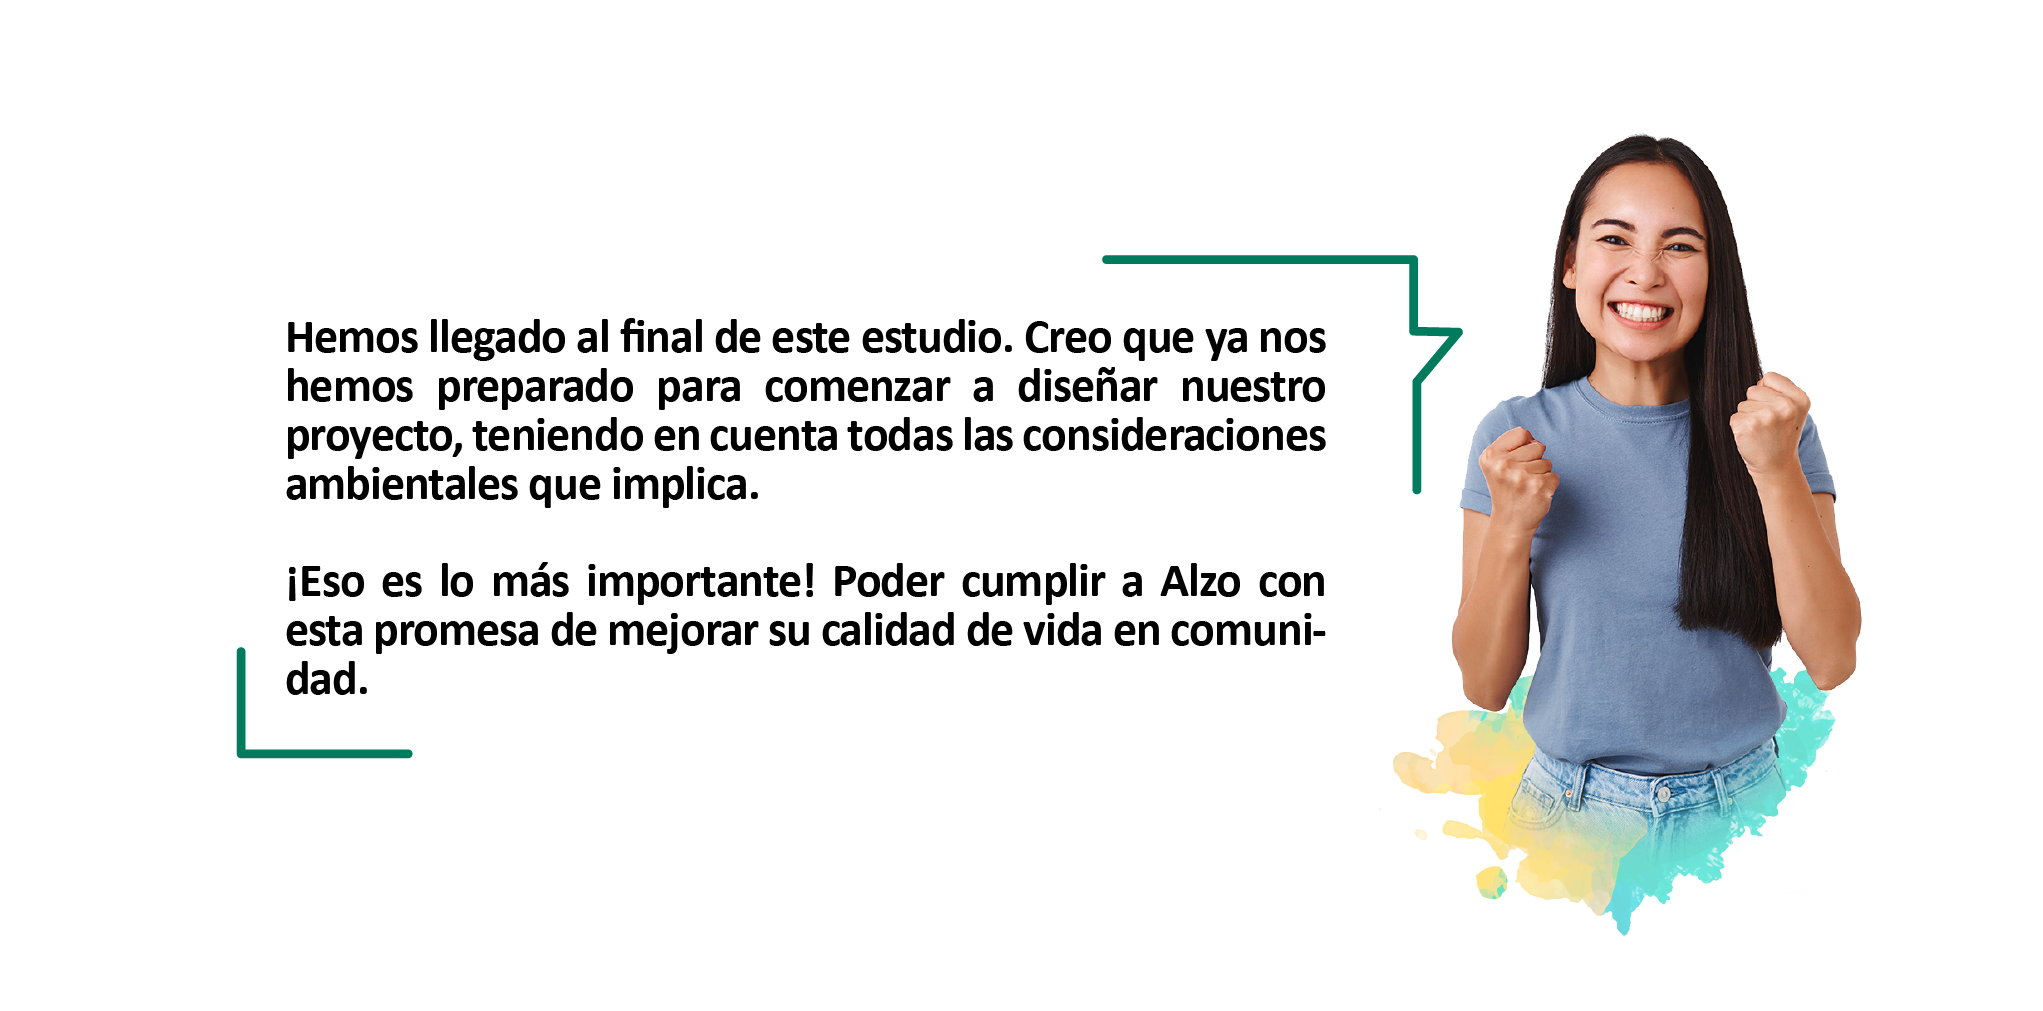 Hemos llegado al final de este estudio. Creo que ya nos
hemos preparado para comenzar a diseñar nuestro
proyecto, teniendo en cuenta todas las consideraciones
ambientales que implica.
¡Eso es lo más importante! Poder cumplir a Alzo con
esta promesa de mejorar su calidad de vida en comuni-
dad.